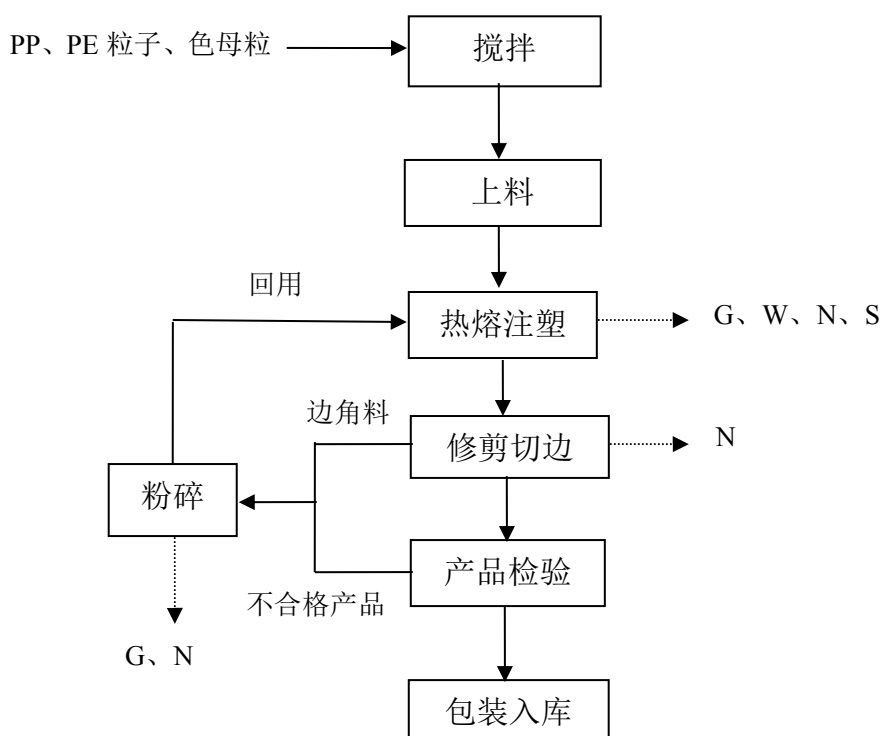 PP、PE 粒子、色母粒
搅拌
上料
回用
热熔注塑
G、W、N、S
边角料
修剪切边
N
粉碎
产品检验
不合格产品
G、N
包装入库